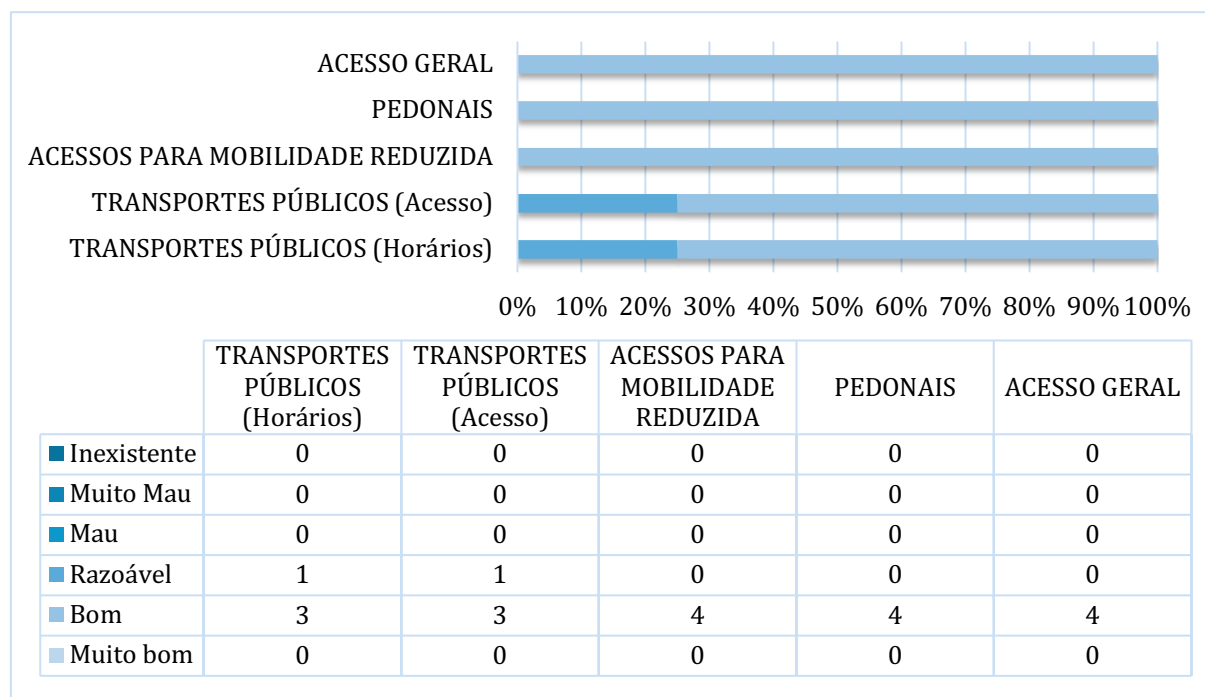 ACESSO GERAL
PEDONAIS
ACESSOS PARA MOBILIDADE REDUZIDA
TRANSPORTES PÚBLICOS (Acesso)
TRANSPORTES PÚBLICOS (Horários)
0% 10% 20% 30% 40% 50% 60% 70% 80% 90% 100%
TRANSPORTES PÚBLICOS (Horários) TRANSPORTES PÚBLICOS (Acesso) ACESSOS PARA MOBILIDADE REDUZIDA PEDONAIS ACESSO GERAL
Inexistente 0 0 0 0 0
Muito Mau 0 0 0 0 0
Mau 0 0 0 0 0
Razoável 1 1 0 0 0
Bom 3 3 4 4 4
Muito bom 0 0 0 0 0